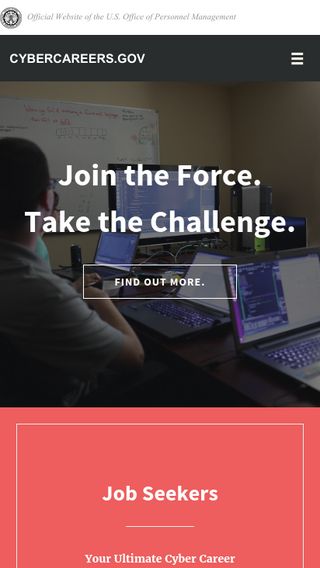 Official Website of the U.S. Office of Personnel Management
CYBERCAREERS.GOV
Join the Force.
Take the Challenge.
FIND OUT MORE.
Job Seekers
Your Ultimate Cyber Career